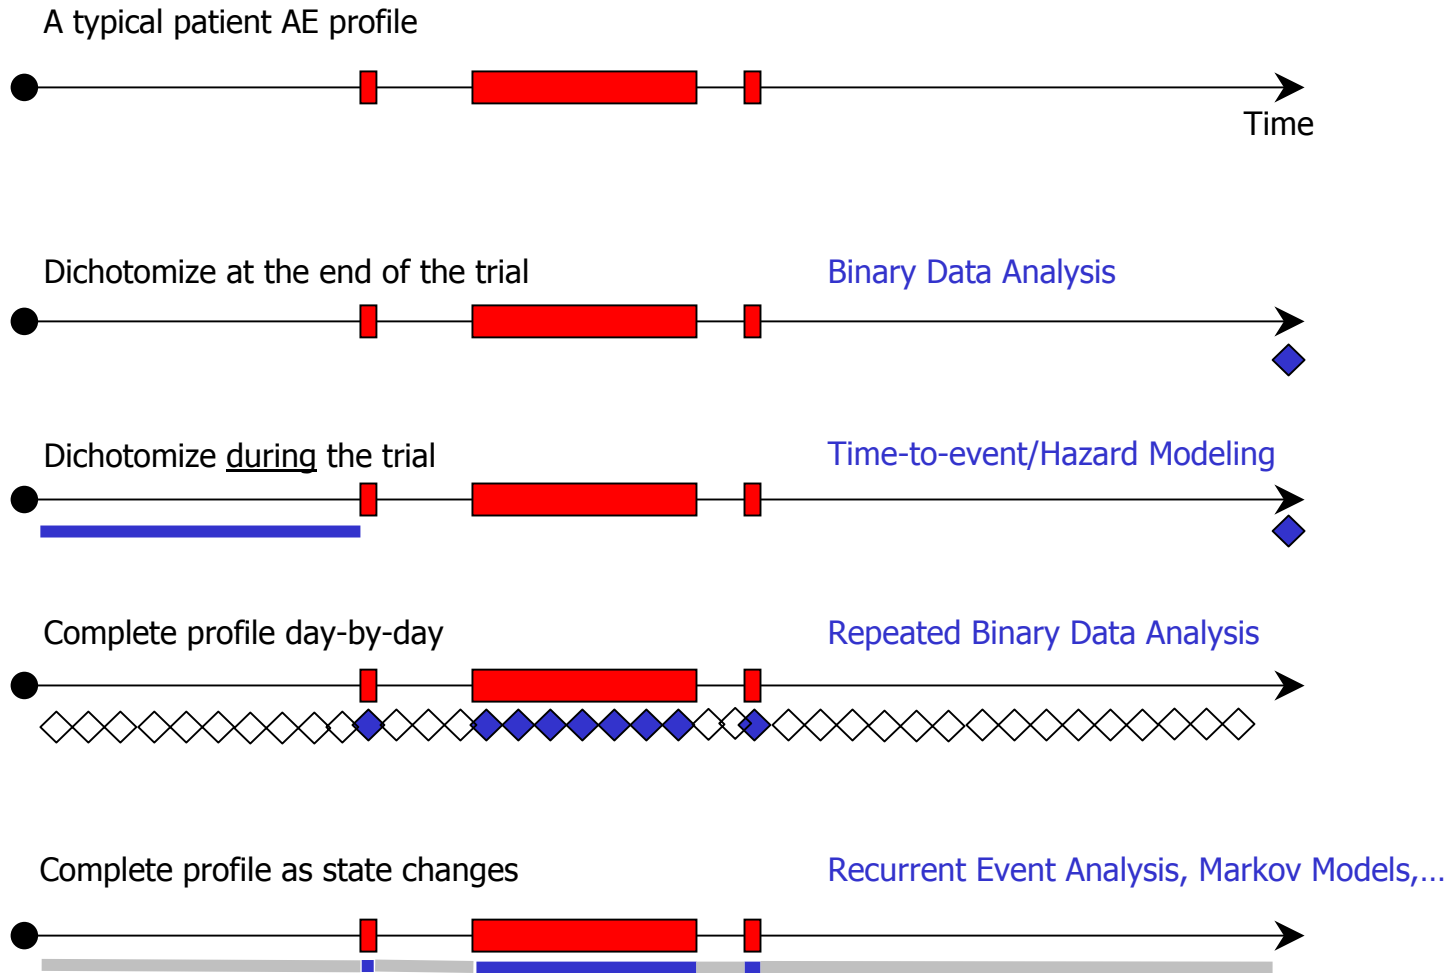 A typical patient AE profile
Time
Dichotomize at the end of the trial
Binary Data Analysis
Dichotomize during the trial
Time-to-event/Hazard Modeling
Complete profile day-by-day
Repeated Binary Data Analysis
Complete profile as state changes
Recurrent Event Analysis, Markov Models,…